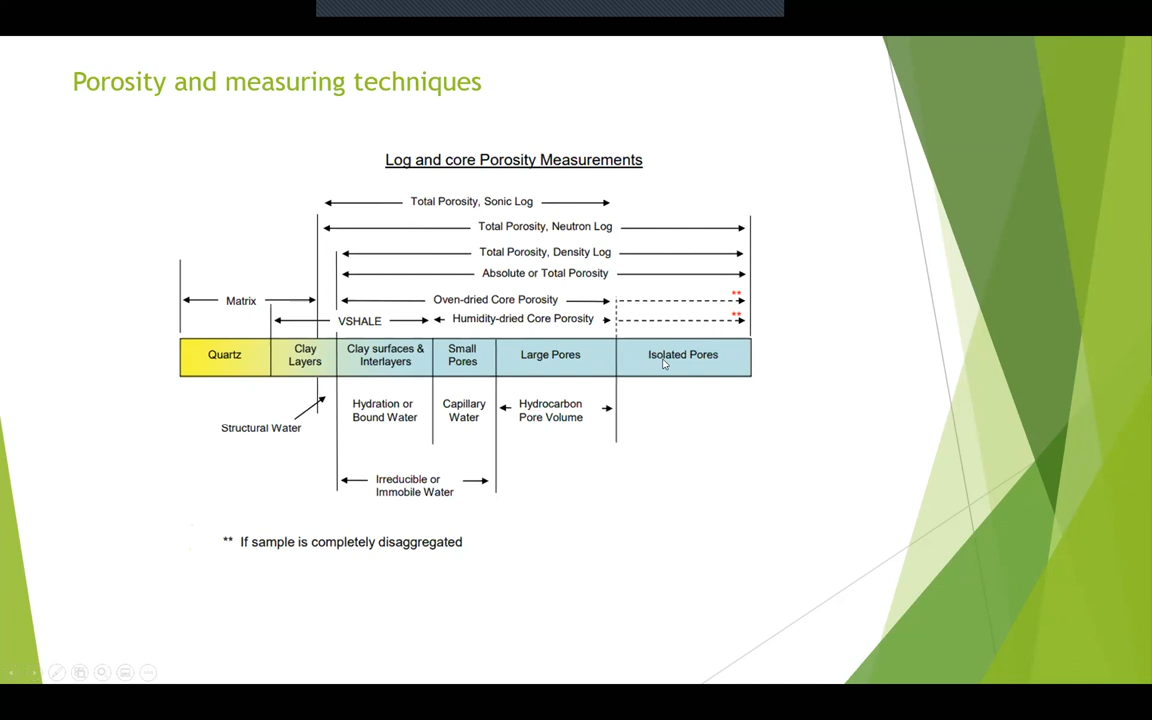 Porosity and measuring techniques
Log and core Porosity Measurements
Total Porosity, Sonic Log
Total Porosity, Neutron Log
Total Porosity, Density Log
Absolute or Total Porosity
Matrix
Oven-dried Core Porosity
**
VSHALE
Humidity-dried Core Porosity
**
Quartz
Clay
Layers
Clay surfaces &
Interlayers
Small
Pores
Large Pores
Isolated Pores
Structural Water
Hydration or
Bound Water
Capillary
Water
Hydrocarbon
Pore Volume
Irreducible or
Immobile Water
** If sample is completely disaggregated